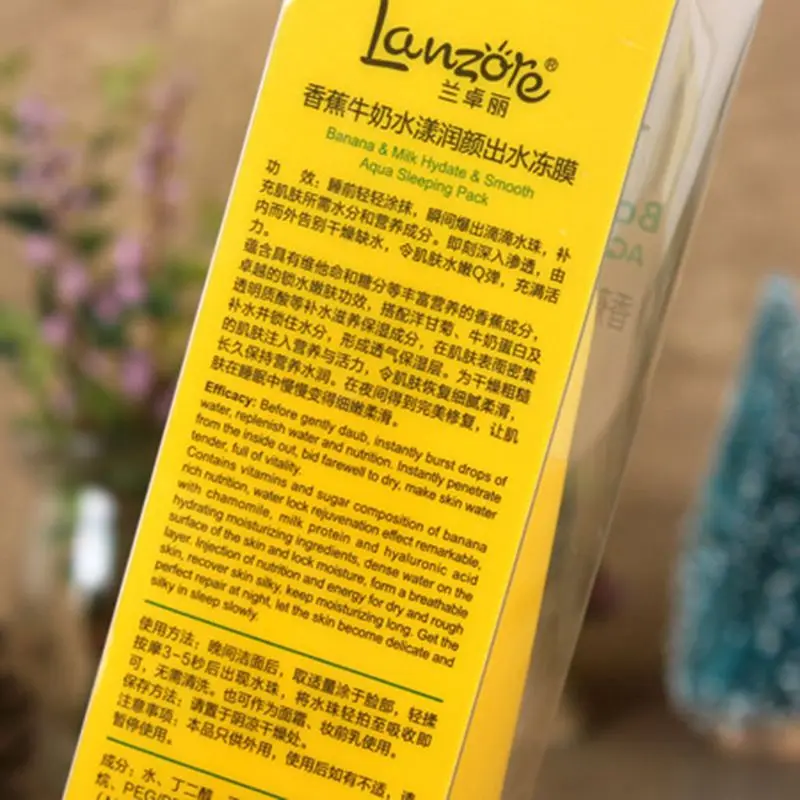 Lanzore®
兰卓丽
香蕉牛奶水漾润颜出水冻膜
Banana & Milk Hydate & Smooth
Aqua Sleeping Pack
功 效：睡前轻轻涂抹，瞬间爆出滴滴水珠，补
充肌肤所需水分和营养成分。即刻深入渗透，由
内而外告别干燥缺水，令肌肤水嫩Q弹，充满活
力。
蕴含具有维他命和糖分等丰富营养的香蕉成分，
卓越的锁水嫩肤功效，搭配洋甘菊、牛奶蛋白及
透明质酸等补水滋养保湿成分，在肌肤表面密集
补水并锁住水分，形成透气保湿层。为干燥粗糙
的肌肤注入营养与活力，令肌肤恢复细腻柔滑，
长久保持营养水润。在夜间得到完美修复，让肌
肤在睡眠中慢慢变得细嫩柔滑。
Efficacy: Before gently daub, instantly burst drops of
water, replenish water and nutrition. Instantly penetrate
from the inside out, bid farewell to dry, make skin water
tender, full of vitality.
Contains vitamins and sugar composition of banana
rich nutrition, water lock rejuvenation effect remarkable,
with chamomile, milk protein and hyaluronic acid
hydrating moisturizing ingredients, dense water on the
surface of the skin and lock moisture, form a breathable
layer. Injection of nutrition and energy for dry and rough
skin, recover skin silky, keep moisturizing long. Get the
perfect repair at night, let the skin become delicate and
silky in sleep slowly.
使用方法：晚间洁面后，取适量涂于脸部，轻揉
按摩3-5秒后出现水珠，将水珠轻拍至吸收即
可，无需清洗。也可作为面霜、妆前乳使用。
保存方法：请置于阴凉干燥处。
注意事项：本品只供外用，使用后如有不适，请
暂停使用。
成分：水、丁二醇、
烷、PEG/